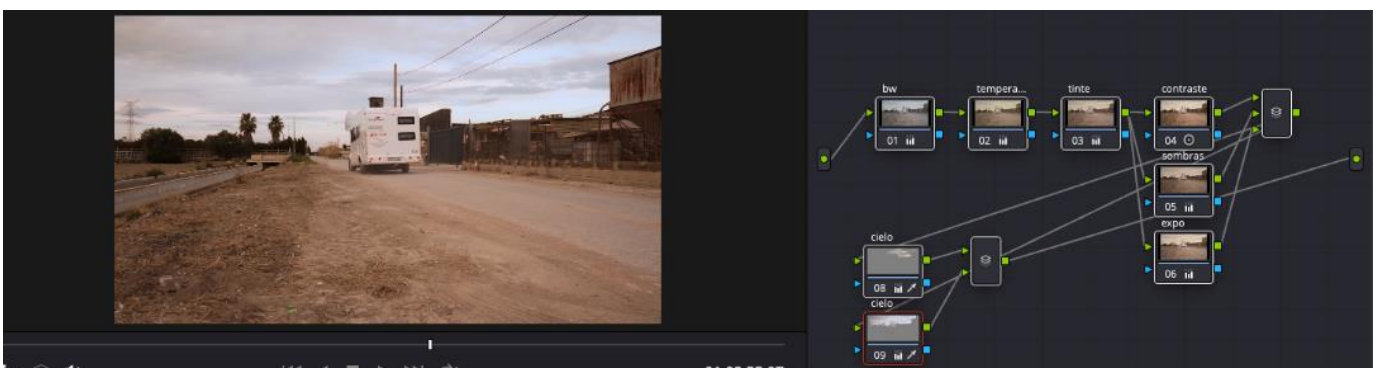 bw
tempera...
tinte
contraste
01
02
03
04
sombras
05
expo
06
cielo
08
cielo
09